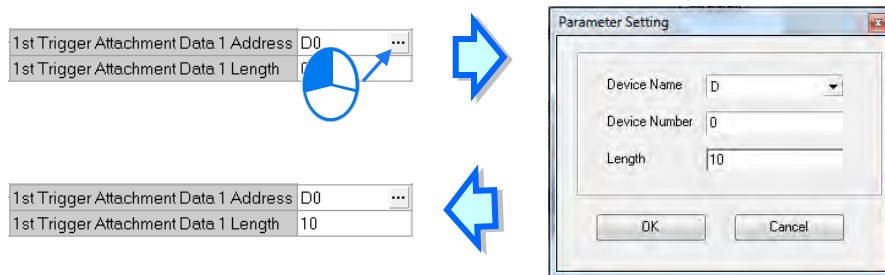 1st Trigger Attachment Data 1 Address D0 ...
1st Trigger Attachment Data 1 Length
Parameter Setting
Device Name D
Device Number 0
Length 10
OK Cancel
1st Trigger Attachment Data 1 Address D0 ...
1st Trigger Attachment Data 1 Length 10